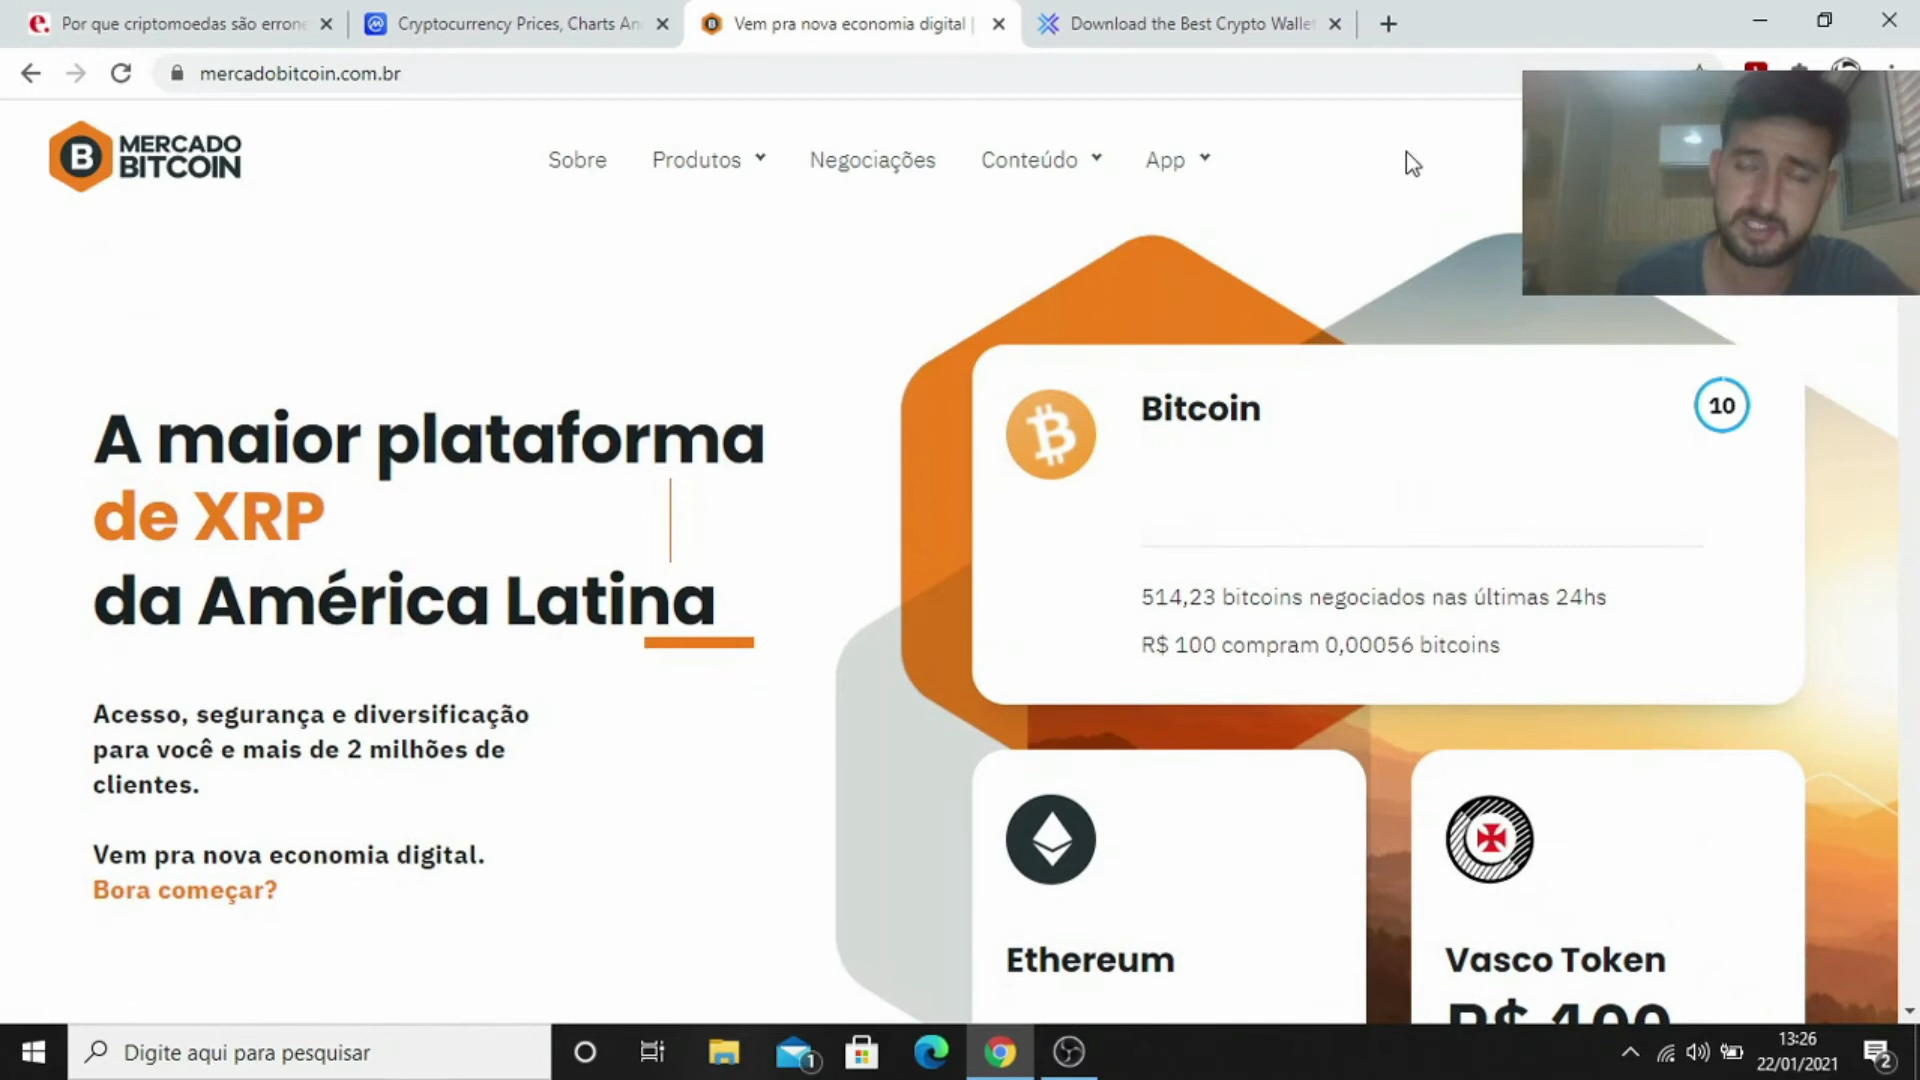 Por que criptomoedas são errone
Cryptocurrency Prices, Charts An
Vem pra nova economia digital |
Download the Best Crypto Walle
mercadobitcoin.com.br
MERCADO
BITCOIN
Sobre
Produtos
Negociações
Conteúdo
App
A maior plataforma
de XRP
da América Latina
Acesso, segurança e diversificação
para você e mais de 2 milhões de
clientes.
Vem pra nova economia digital.
Bora começar?
Bitcoin
10
514,23 bitcoins negociados nas últimas 24hs
R$ 100 compram 0,00056 bitcoins
Ethereum
Vasco Token
R$ 100
Digite aqui para pesquisar
1
13:26
22/01/2021
2